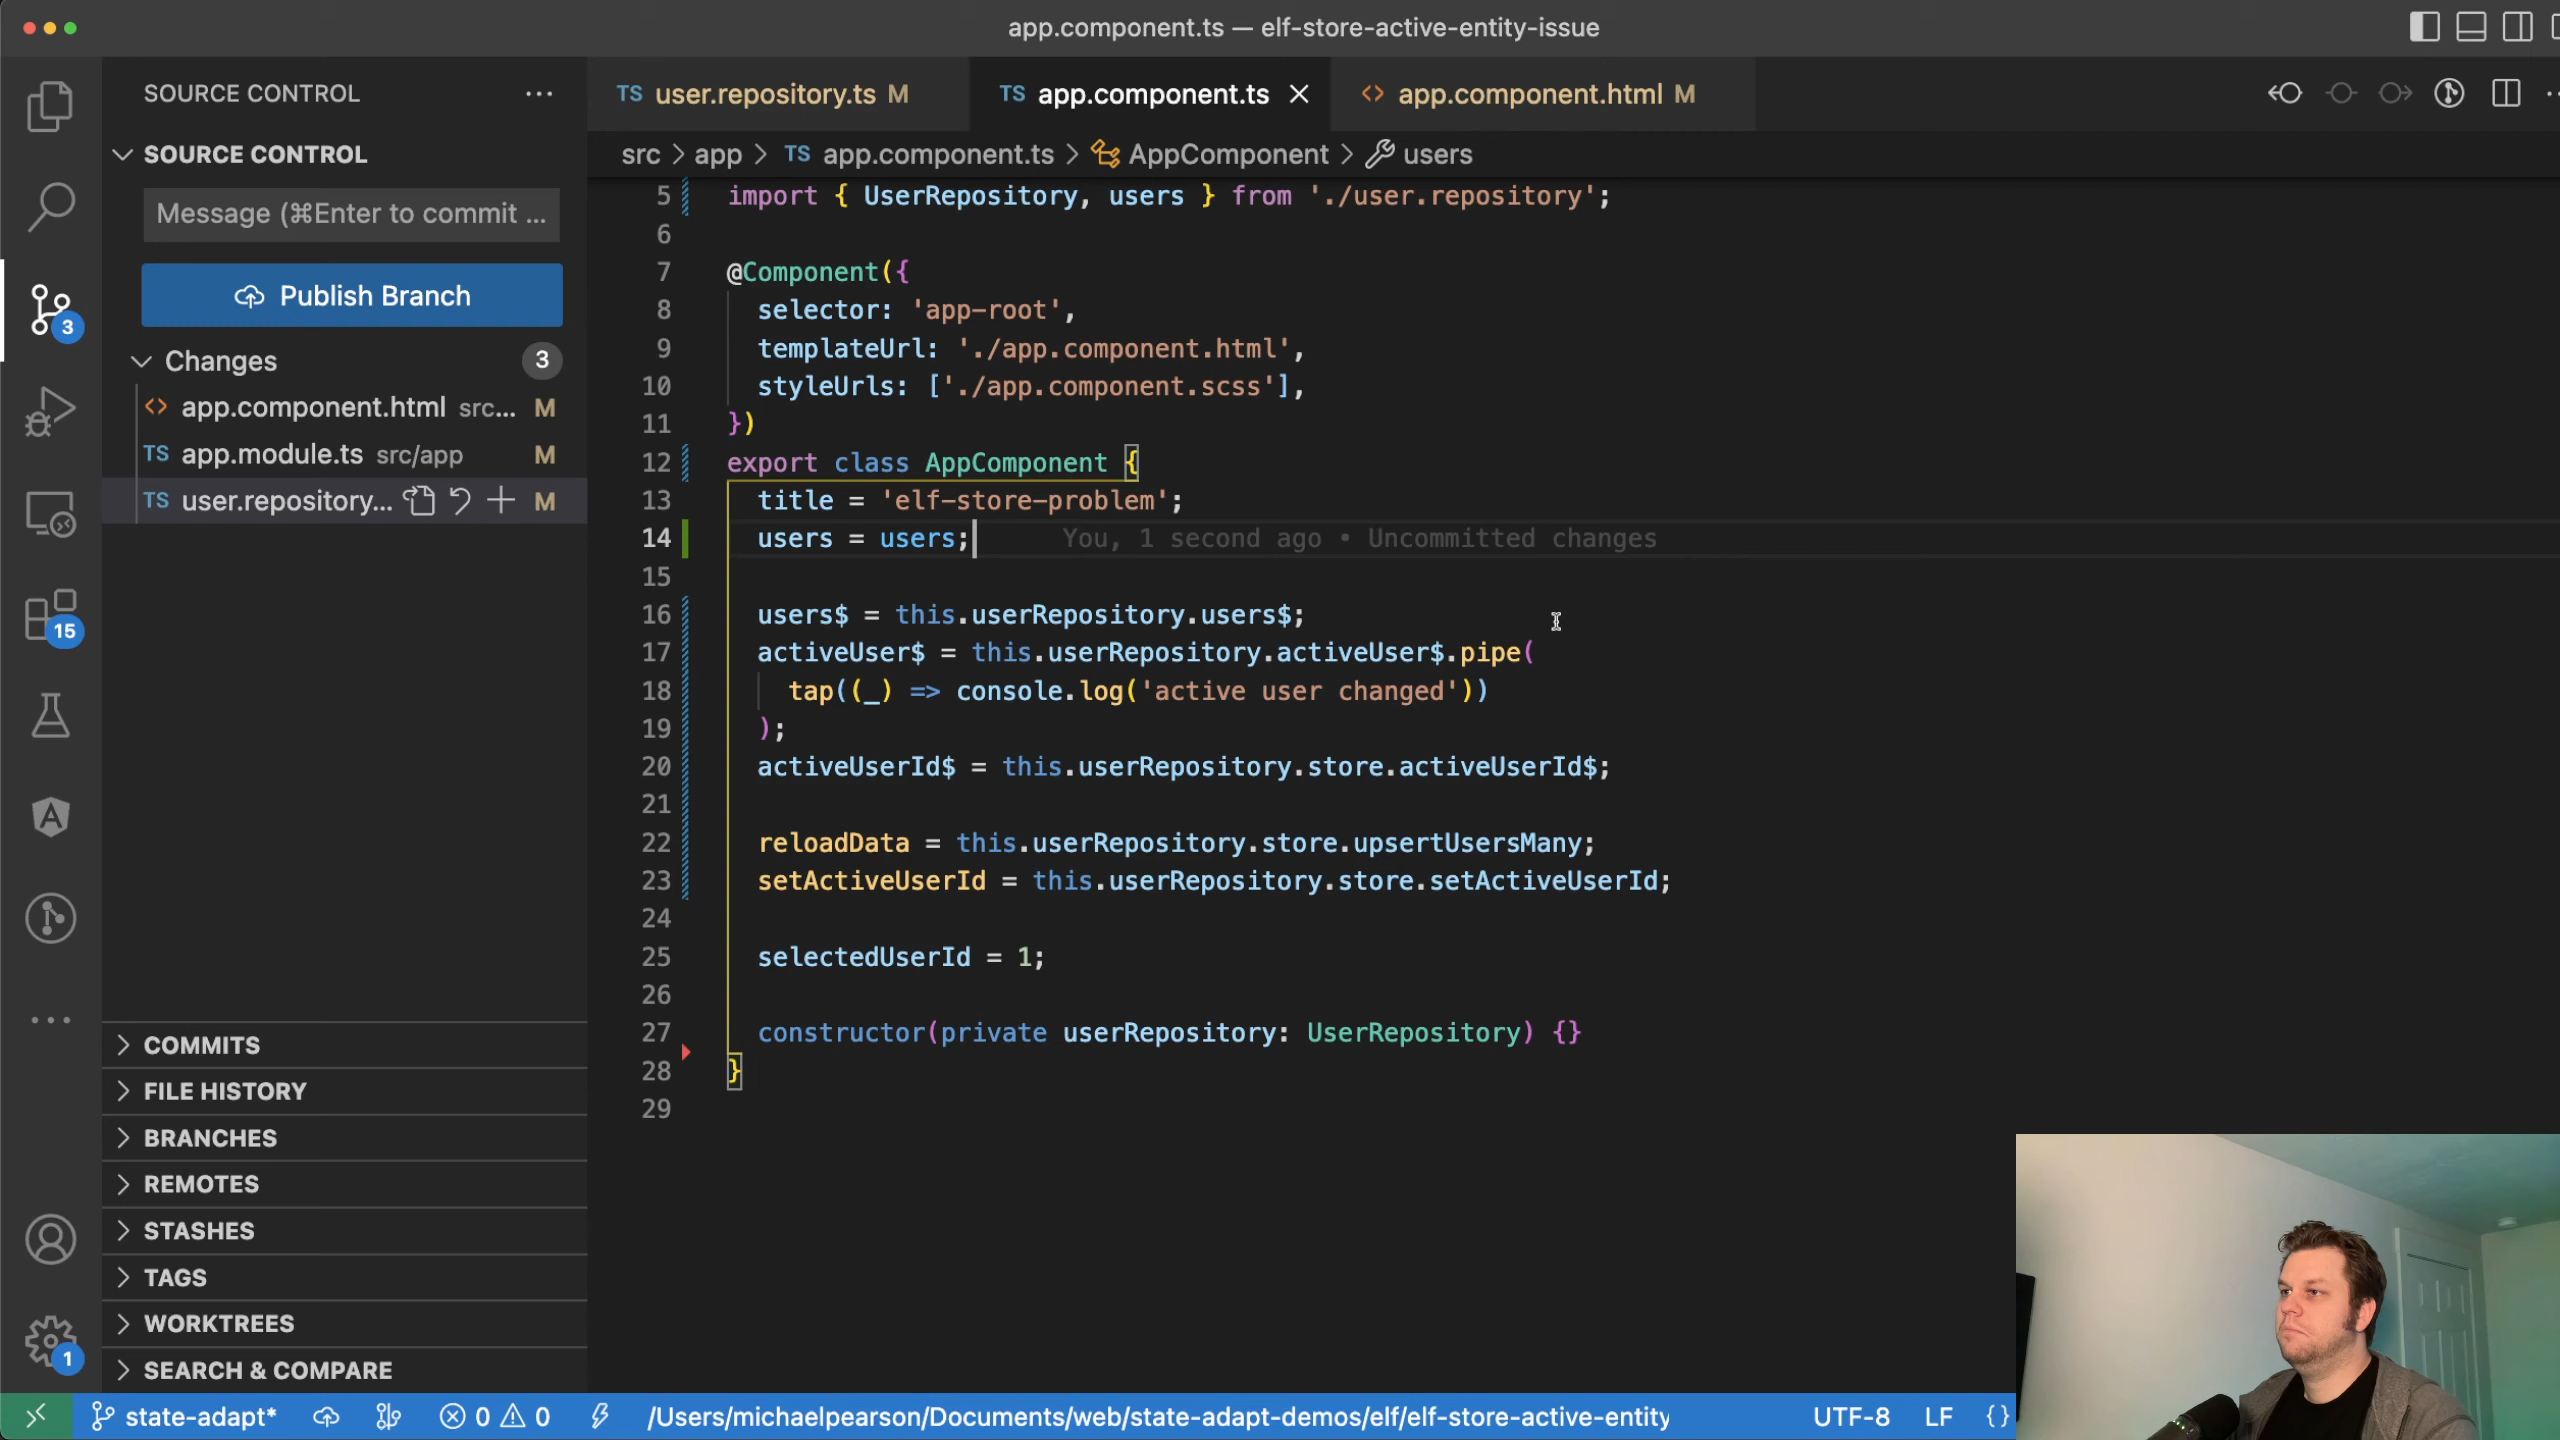 app.component.ts — elf-store-active-entity-issue
SOURCE CONTROL
TS user.repository.ts M
TS app.component.ts
<> app.component.html M
SOURCE CONTROL
src > app > TS app.component.ts > AppComponent > users
Message (⌘Enter to commit ...
Publish Branch
3
Changes 3
<> app.component.html src... M
TS app.module.ts src/app M
TS user.repository... M
15
5 import { UserRepository, users } from './user.repository';
6
7 @Component({
8 selector: 'app-root',
9 templateUrl: './app.component.html',
10 styleUrls: ['./app.component.scss'],
11 })
12 export class AppComponent {
13 title = 'elf-store-problem';
14 users = users; You, 1 second ago • Uncommitted changes
15
16 users$ = this.userRepository.users$;
17 activeUser$ = this.userRepository.activeUser$.pipe(
18 tap((_) => console.log('active user changed'))
19 );
20 activeUserId$ = this.userRepository.store.activeUserId$;
21
22 reloadData = this.userRepository.store.upsertUsersMany;
23 setActiveUserId = this.userRepository.store.setActiveUserId;
24
25 selectedUserId = 1;
26
27 constructor(private userRepository: UserRepository) {}
28 }
29
COMMITS
FILE HISTORY
BRANCHES
REMOTES
STASHES
TAGS
WORKTREES
SEARCH & COMPARE
1
state-adapt* 0 0 /Users/michaelpearson/Documents/web/state-adapt-demos/elf/elf-store-active-entity UTF-8 LF {}